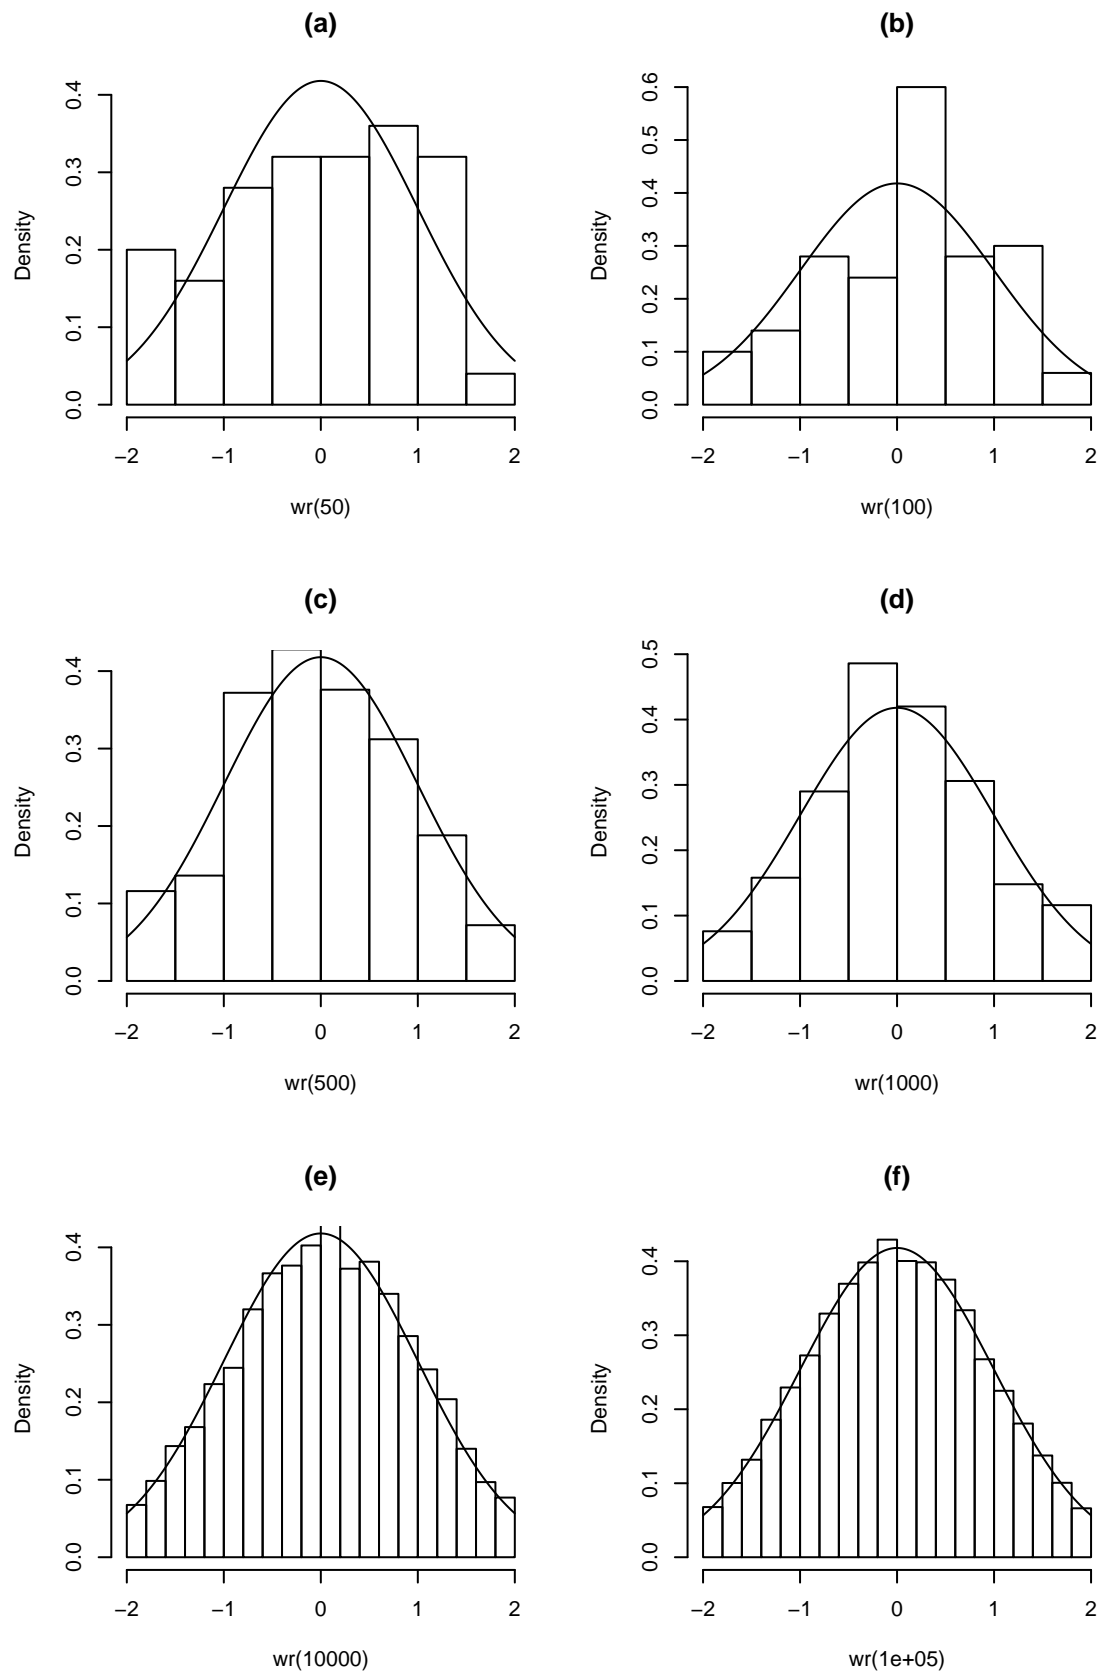 (a)
Density
0.0 0.1 0.2 0.3 0.4
−2 −1 0 1 2
wr(50)
(b)
Density
0.0 0.1 0.2 0.3 0.4 0.5 0.6
−2 −1 0 1 2
wr(100)
(c)
Density
0.0 0.1 0.2 0.3 0.4
−2 −1 0 1 2
wr(500)
(d)
Density
0.0 0.1 0.2 0.3 0.4 0.5
−2 −1 0 1 2
wr(1000)
(e)
Density
0.0 0.1 0.2 0.3 0.4
−2 −1 0 1 2
wr(10000)
(f)
Density
0.0 0.1 0.2 0.3 0.4
−2 −1 0 1 2
wr(1e+05)